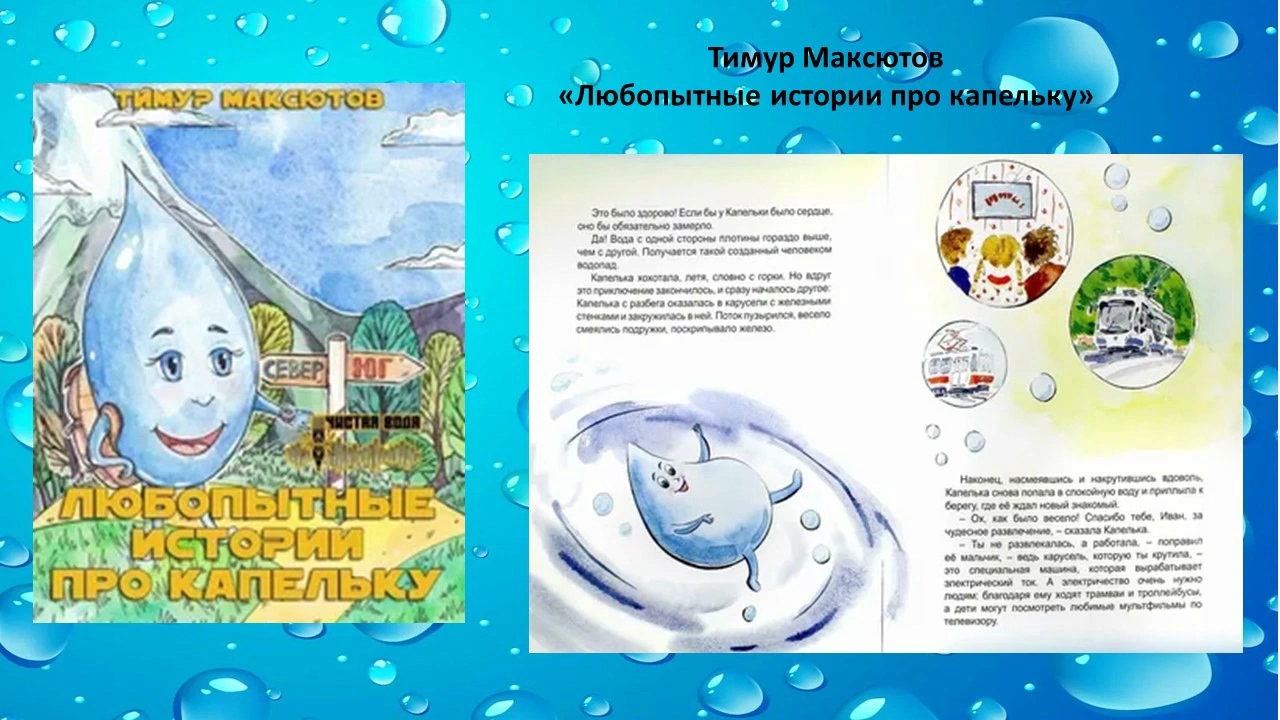 Тимур Максютов
«Любопытные истории про капельку»
ТИМУР МАКСЮТОВ
СЕВЕР
ЮГ
ЧИСТАЯ ВОДА
ЛЮБОПЫТНЫЕ
ИСТОРИИ
ПРО КАПЕЛЬКУ
Это было здорово! Если бы у Капельки было сердце,
оно бы обязательно замерло.
Да! Вода с одной стороны плотины гораздо выше,
чем с другой. Получается такой созданный человеком
водопад.
Капелька хохотала, летя, словно с горки. Но вдруг
это приключение закончилось, и сразу началось другое:
Капелька с разбега оказалась в карусели с железными
стенками и закружилась в ней. Поток пузырился, весело
смеялись подружки, поскрипывало железо.
Наконец, насмеявшись и накрутившись вдоволь,
Капелька снова попала в спокойную воду и приплыла к
берегу, где её ждал новый знакомый.
– Ох, как было весело! Спасибо тебе, Иван, за
чудесное развлечение, – сказала Капелька.
– Ты не развлекалась, а работала, – поправил
её мальчик, – ведь карусель, которую ты крутила, –
это специальная машина, которая вырабатывает
электрический ток. А электричество очень нужно
людям: благодаря ему ходят трамваи и троллейбусы,
а дети могут посмотреть любимые мультфильмы по
телевизору.